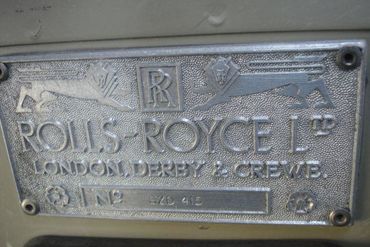 RR
ROLLS-ROYCE LTD
LONDON, DERBY & CREWE.
No